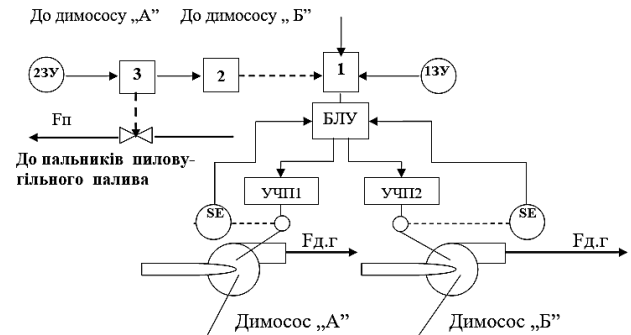 До димососу „А” До димососу „ Б”
2ЗУ 3 2 1 1ЗУ
Fп
БЛУ
До пальників пилову-
гільного палива
УЧП1 УЧП2
SE SE
Fд.г Fд.г
Димосос „А” Димосос „Б”